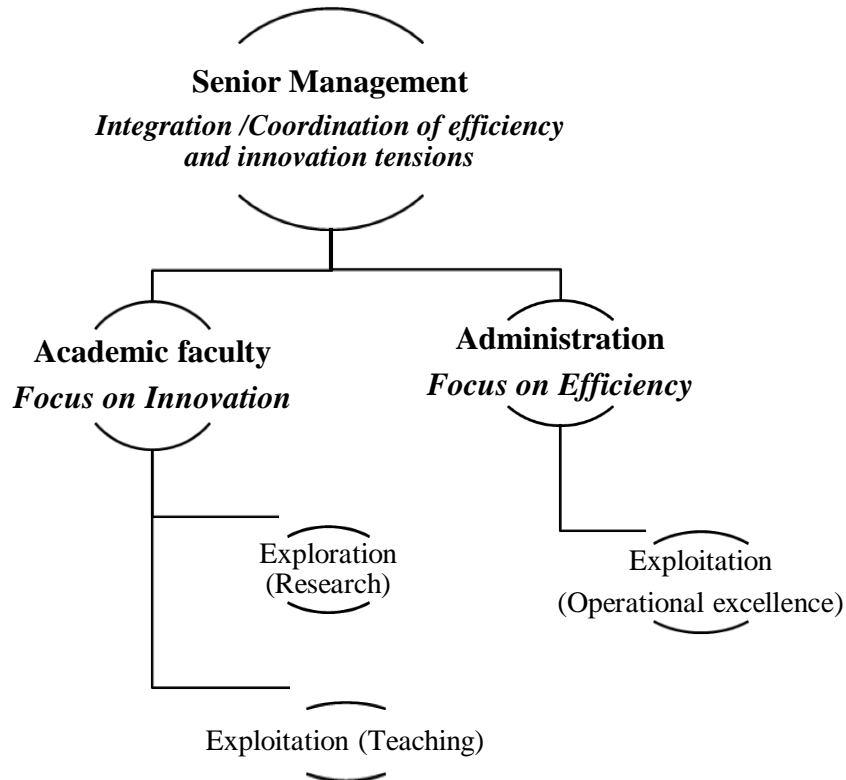 Senior Management
Integration /Coordination of efficiency
and innovation tensions
Academic faculty
Focus on Innovation
Administration
Focus on Efficiency
Exploration
(Research)
Exploitation
(Operational excellence)
Exploitation (Teaching)